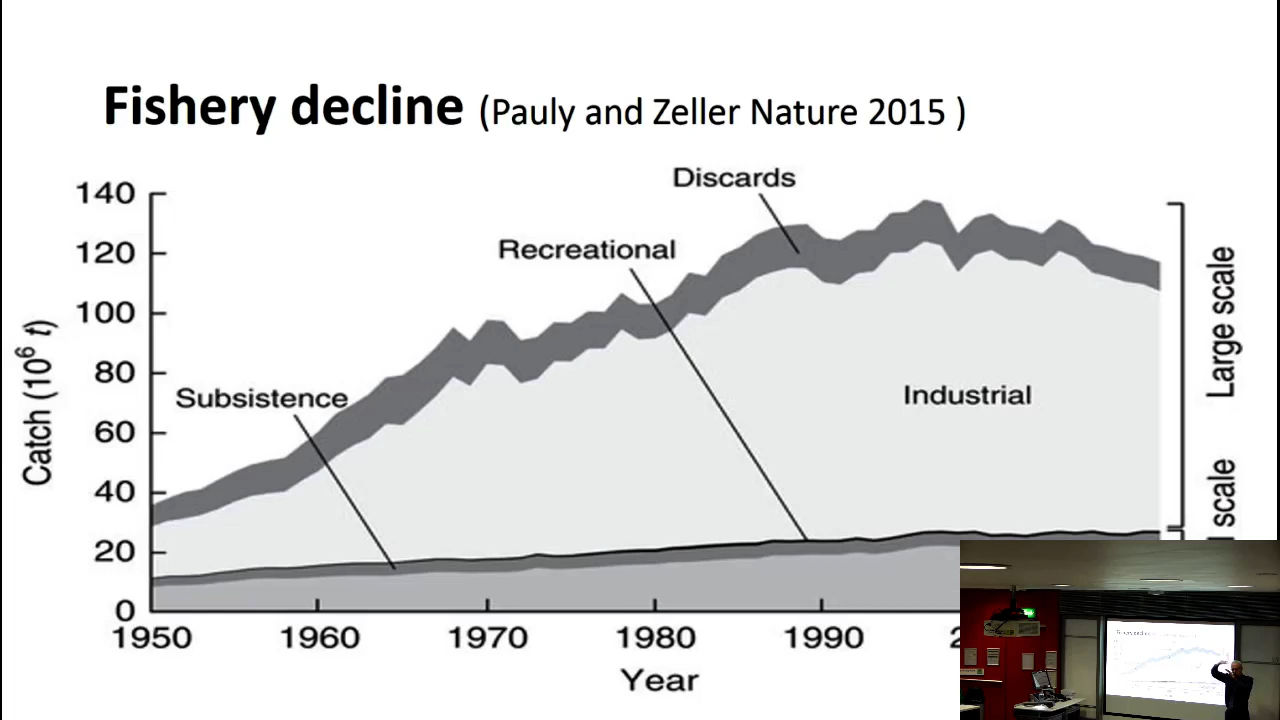 Fishery decline (Pauly and Zeller Nature 2015 )
Discards
140
120
Recreational
100
80
Subsistence
Industrial
60
40
20
0
Catch (10⁶ t)
Large scale
scale
1950 1960 1970 1980 1990 2
Year